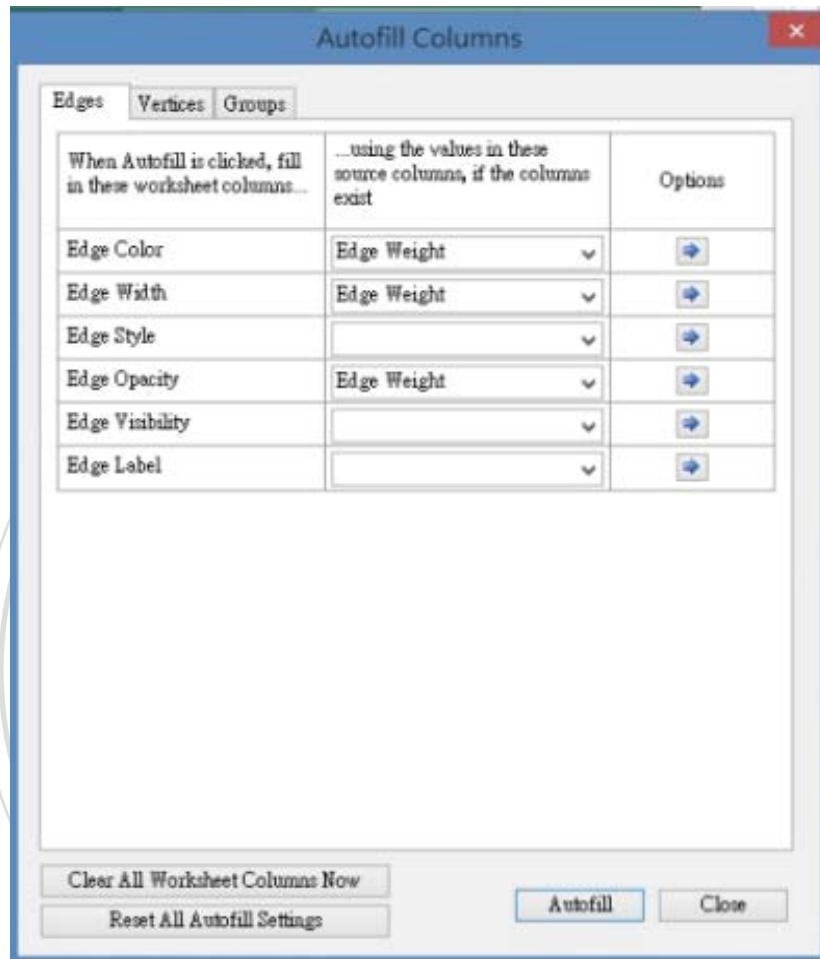 Autofill Columns
Edges Vertices Groups
When Autofill is clicked, fill
in these worksheet columns...
...using the values in these
source columns, if the columns
exist
Options
Edge Color Edge Weight
Edge Width Edge Weight
Edge Style
Edge Opacity Edge Weight
Edge Visibility
Edge Label
Clear All Worksheet Columns Now
Reset All Autofill Settings
Autofill Close